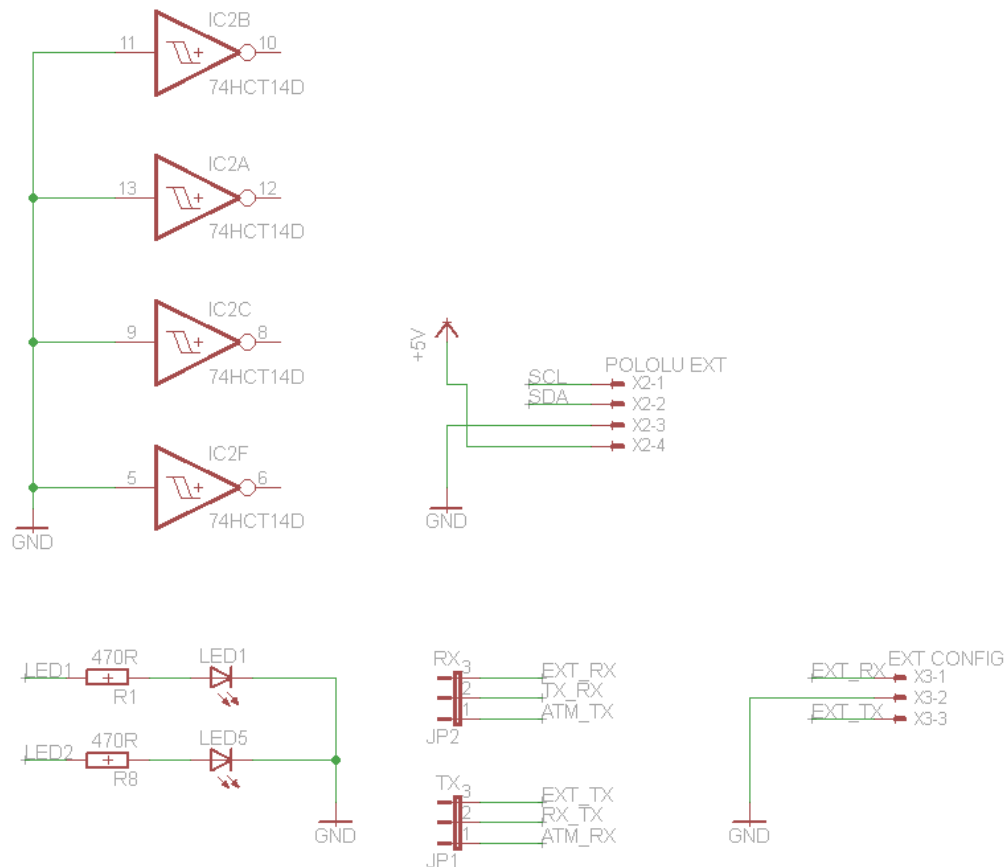 IC2B
11
10
74HCT14D
IC2A
13
12
74HCT14D
IC2C
9
8
74HCT14D
IC2F
5
6
74HCT14D
GND
+5V
POLOLU EXT
SCL
X2-1
SDA
X2-2
X2-3
X2-4
GND
LED1
470R
R1
LED1
LED2
470R
R8
LED5
GND
RX
3
EXT_RX
2
TX_RX
1
ATM_TX
JP2
TX
3
EXT_TX
2
RX_TX
1
ATM_RX
JP1
EXT CONFIG
EXT_RX
X3-1
X3-2
EXT_TX
X3-3
GND